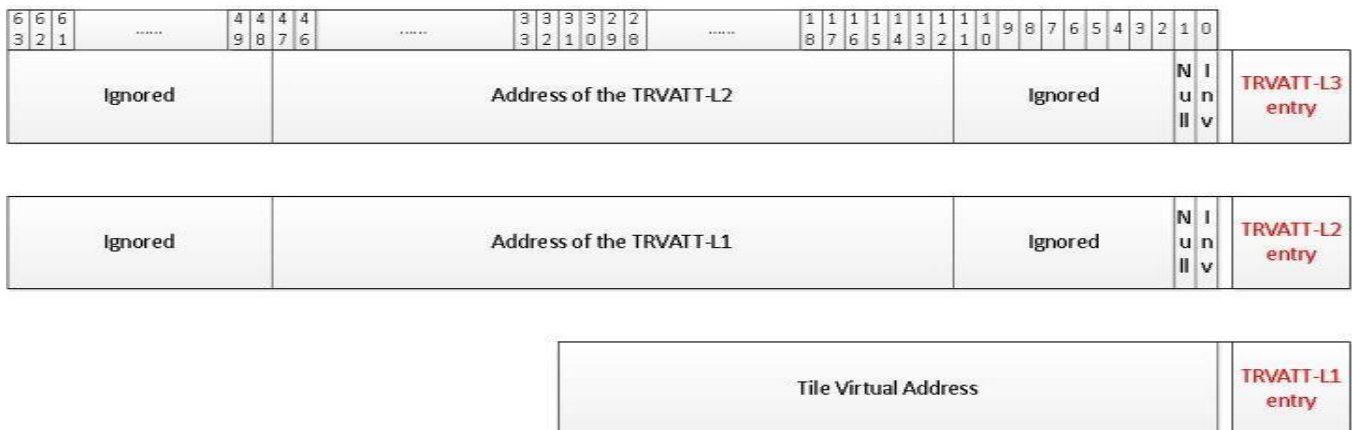 6 6 6 4 4 4 4 3 3 3 3 2 2 1 1 1 1 1 1 1 1 1
3 2 1 ...... 9 8 7 6 ...... 3 2 1 0 9 8 ...... 8 7 6 5 4 3 2 1 0 9 8 7 6 5 4 3 2 1 0
Ignored Address of the TRVATT-L2 Ignored Null Inv TRVATT-L3 entry
Ignored Address of the TRVATT-L1 Ignored Null Inv TRVATT-L2 entry
Tile Virtual Address TRVATT-L1 entry